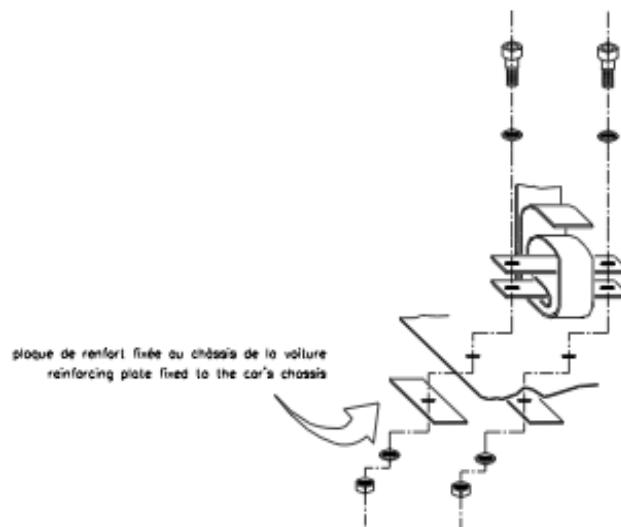 plaque de renfort fixée au châssis de la voiture
reinforcing plate fixed to the car's chassis